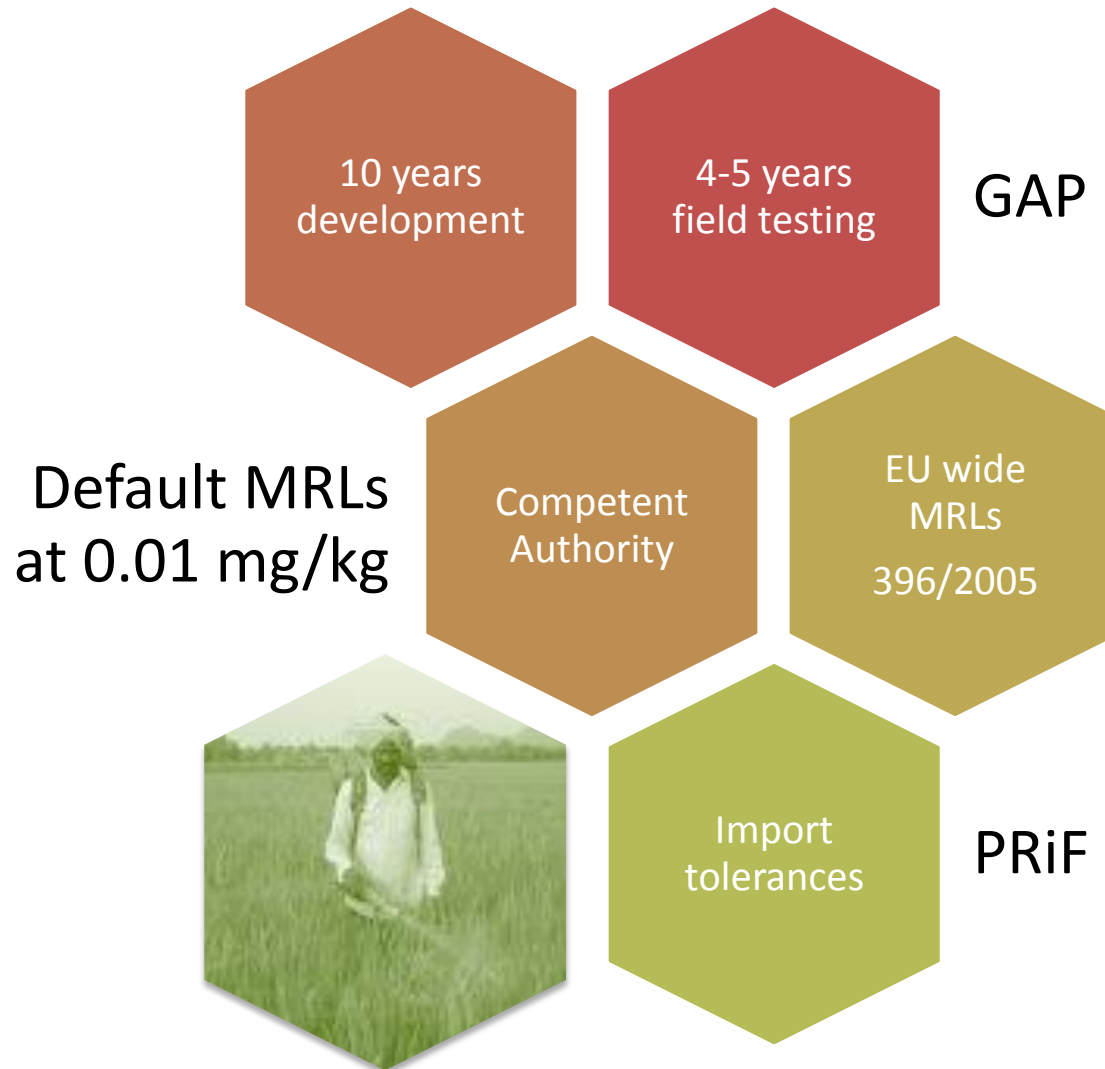 10 years
development
4-5 years
field testing
GAP
Default MRLs
at 0.01 mg/kg
Competent
Authority
EU wide
MRLs
396/2005
Import
tolerances
PRiF